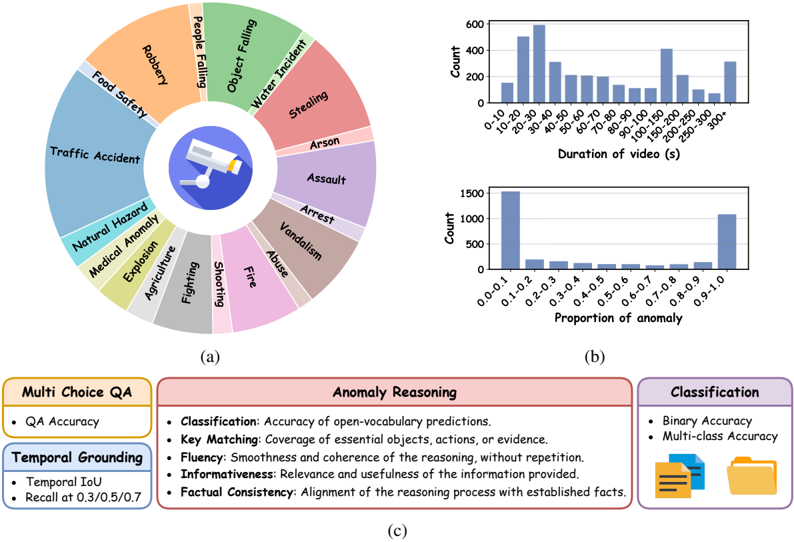 People Falling
Object Falling
Water Incident
Stealing
Arson
Assault
Arrest
Vandalism
Abuse
Fire
Shooting
Fighting
Agriculture
Explosion
Medical Anomaly
Natural Hazard
Traffic Accident
Food Safety
Robbery
(a)
Count
600
400
200
0
0-10
10-20
20-30
30-40
40-50
50-60
60-70
70-80
80-90
90-100
100-150
150-200
200-250
250-300
300+
Duration of video (s)
Count
1500
1000
500
0
0.0-0.1
0.1-0.2
0.2-0.3
0.3-0.4
0.4-0.5
0.5-0.6
0.6-0.7
0.7-0.8
0.8-0.9
0.9-1.0
Proportion of anomaly
(b)
Multi Choice QA
• QA Accuracy
Temporal Grounding
• Temporal IoU
• Recall at 0.3/0.5/0.7
Anomaly Reasoning
• Classification: Accuracy of open-vocabulary predictions.
• Key Matching: Coverage of essential objects, actions, or evidence.
• Fluency: Smoothness and coherence of the reasoning, without repetition.
• Informativeness: Relevance and usefulness of the information provided.
• Factual Consistency: Alignment of the reasoning process with established facts.
Classification
• Binary Accuracy
• Multi-class Accuracy
(c)